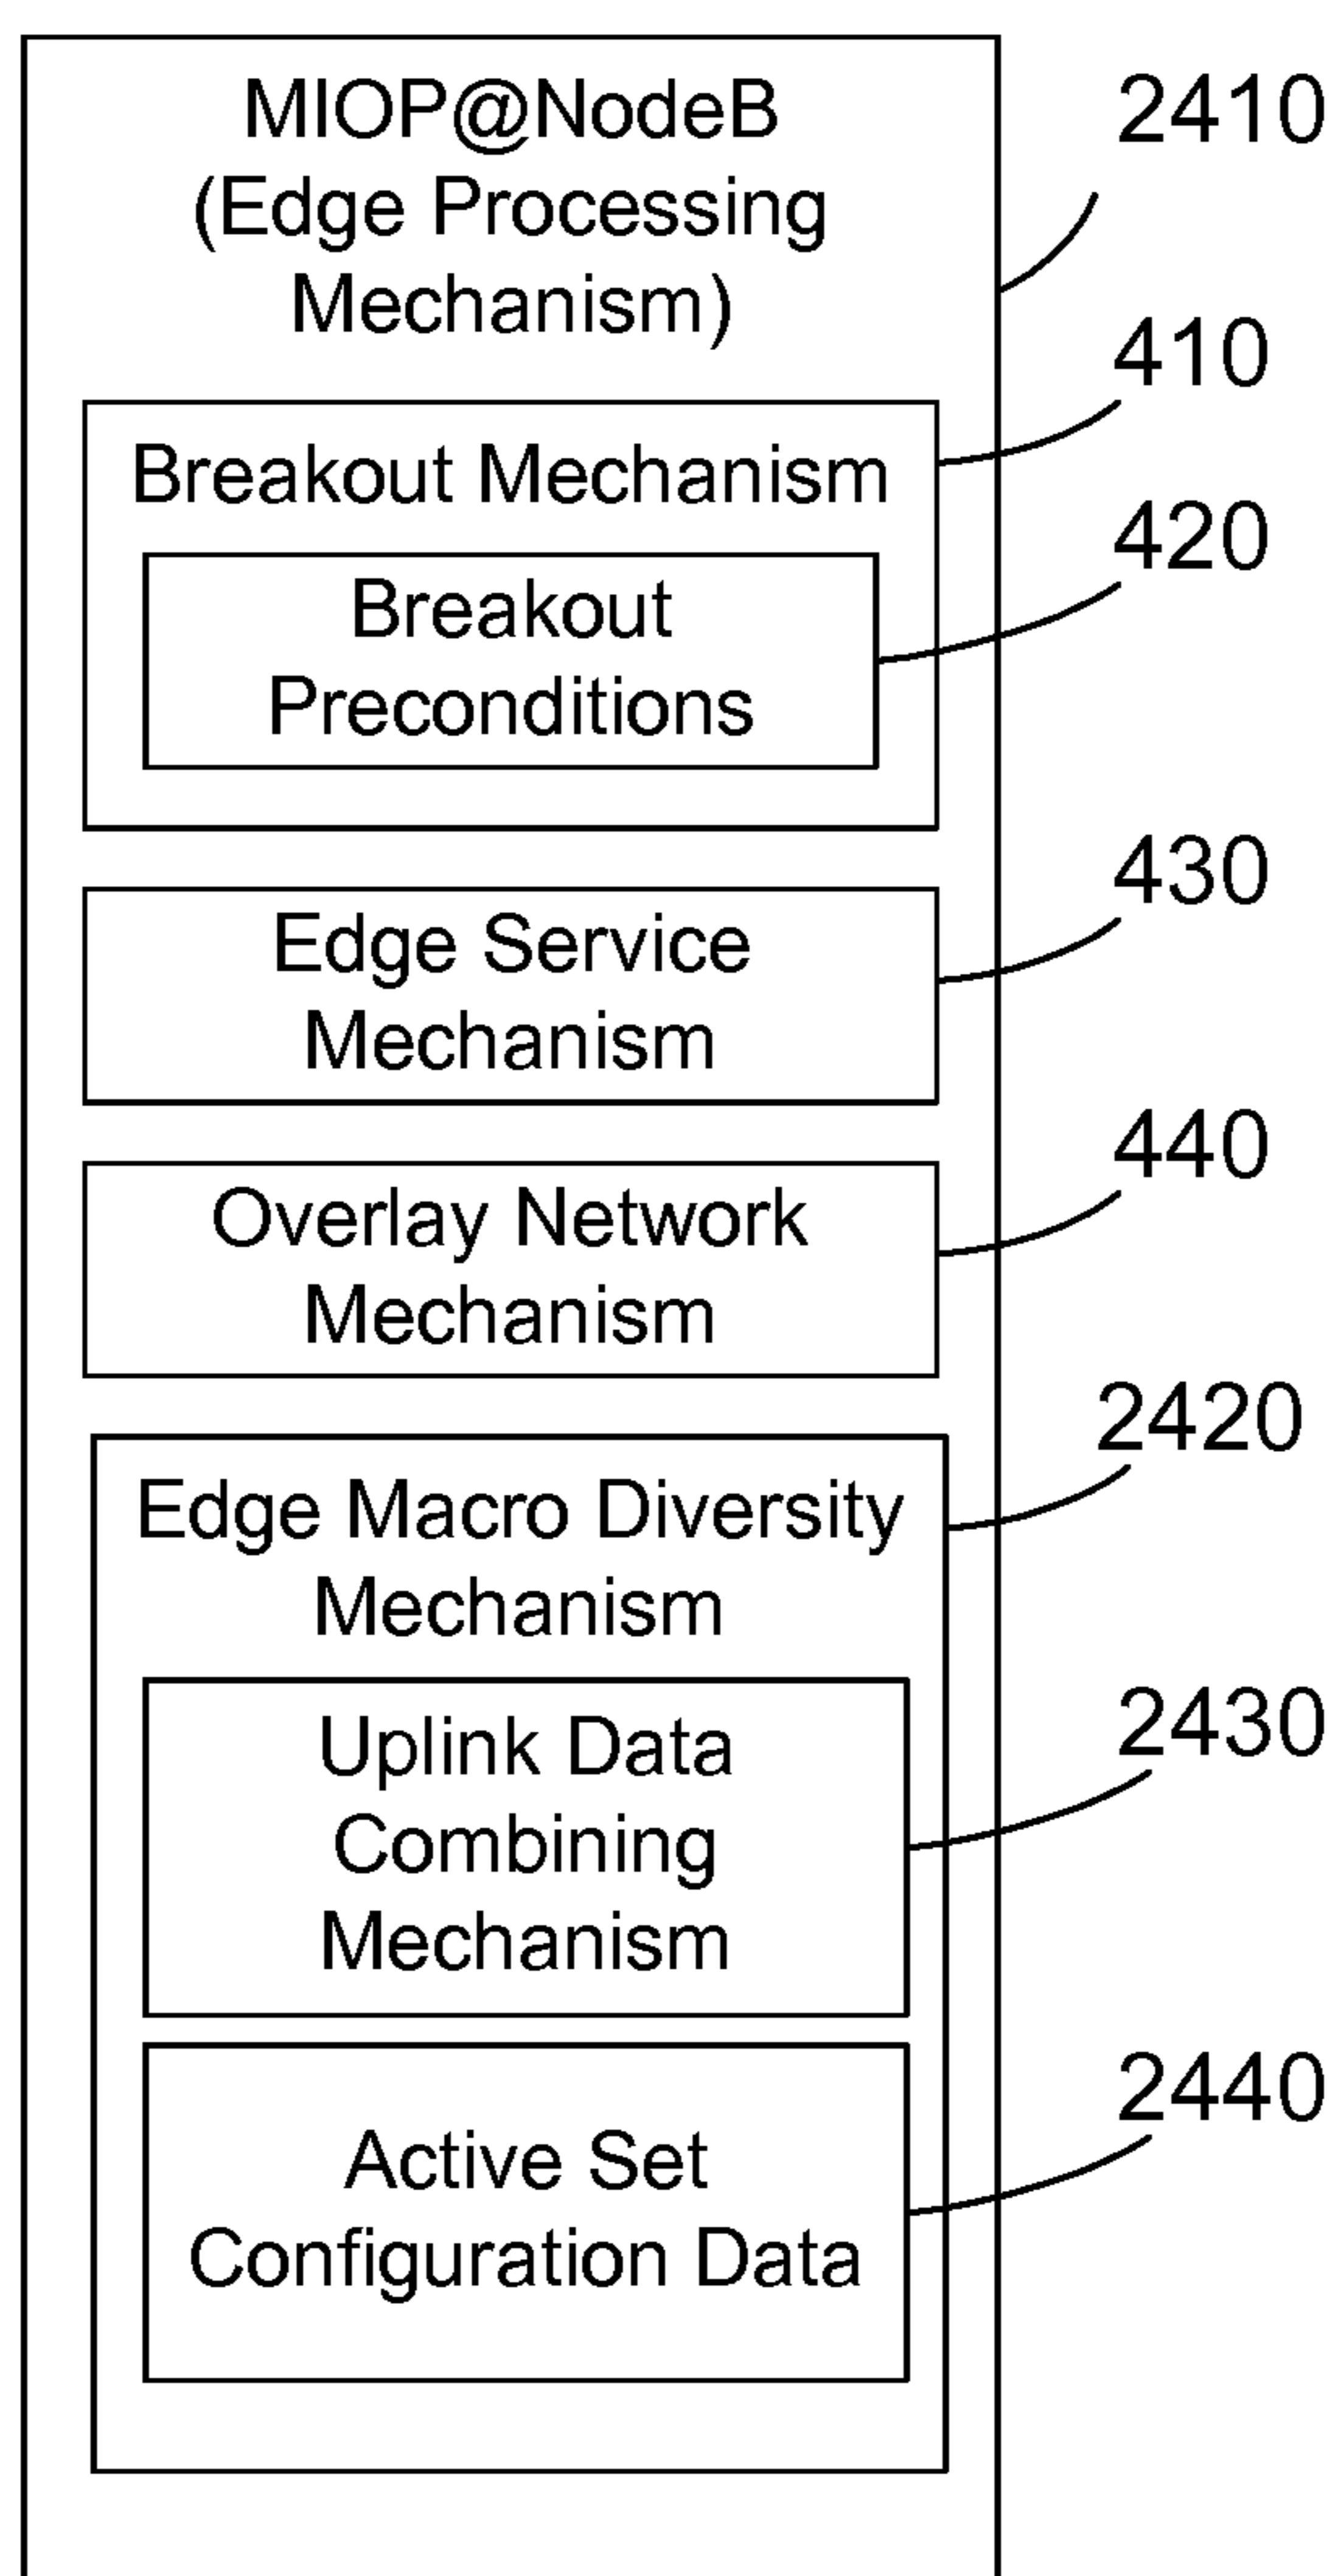 MIOP@NodeB
(Edge Processing
Mechanism)
2410
410
Breakout Mechanism
420
Breakout
Preconditions
430
Edge Service
Mechanism
440
Overlay Network
Mechanism
2420
Edge Macro Diversity
Mechanism
2430
Uplink Data
Combining
Mechanism
2440
Active Set
Configuration Data